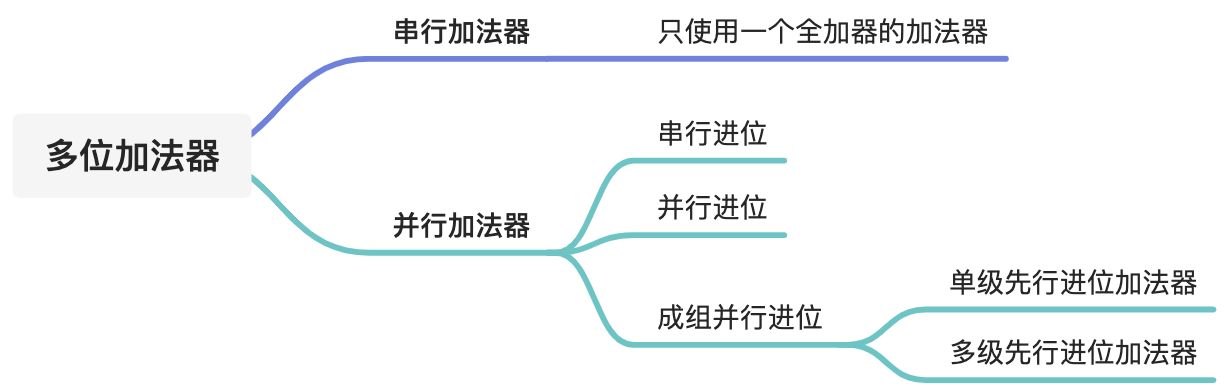 多位加法器
串行加法器
只使用一个全加器的加法器
并行加法器
串行进位
并行进位
成组并行进位
单级先行进位加法器
多级先行进位加法器